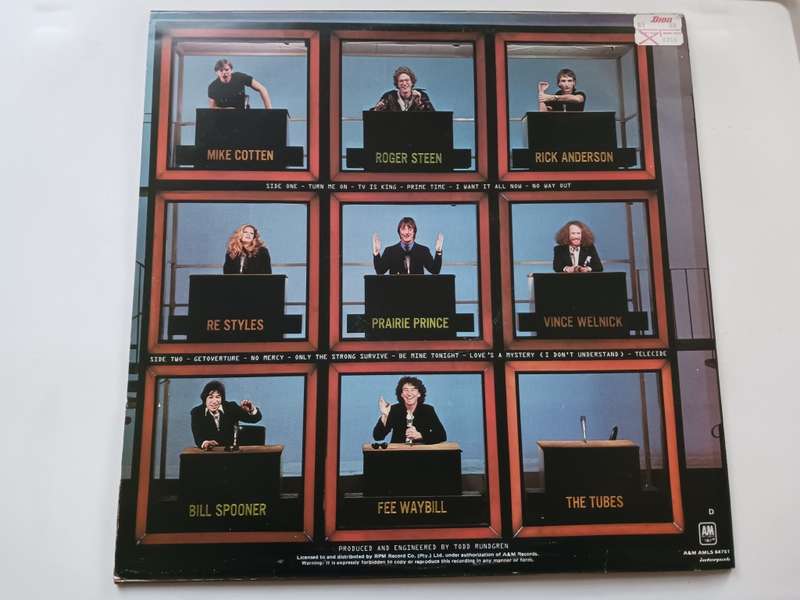 Dion
MIKE COTTEN
ROGER STEEN
RICK ANDERSON
SIDE ONE - TURN ME ON - TV IS KING - PRIME TIME - I WANT IT ALL NOW - NO WAY OUT
RE STYLES
PRAIRIE PRINCE
VINCE WELNICK
SIDE TWO - GETOVERTURE - NO MERCY - ONLY THE STRONG SURVIVE - BE MINE TONIGHT - LOVE'S A MYSTERY (I DON'T UNDERSTAND) - TELECIDE
BILL SPOONER
FEE WAYBILL
THE TUBES
D
PRODUCED AND ENGINEERED BY TODD RUNDGREN
AM
Licensed to and distributed by RPM Record Co. (Pty.) Ltd. under authorization of A&M Records.
A&M AMLS 64751
Warning: It is expressly forbidden to copy or reproduce this recording in any manner or form.
interpak